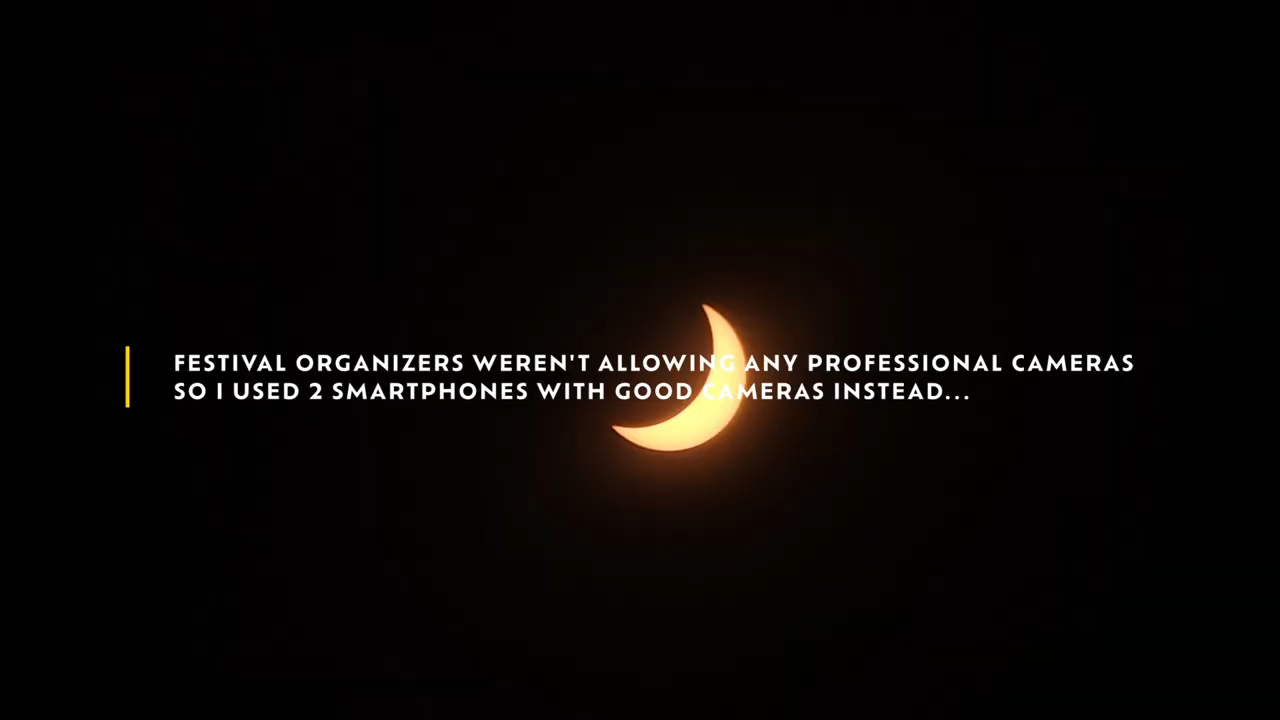 FESTIVAL ORGANIZERS WEREN'T ALLOWING ANY PROFESSIONAL CAMERAS
SO I USED 2 SMARTPHONES WITH GOOD CAMERAS INSTEAD...